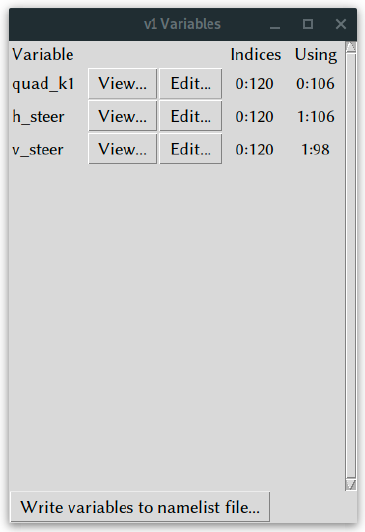 v1 Variables
Variable Indices Using
quad_k1 View... Edit... 0:120 0:106
h_steer View... Edit... 0:120 1:106
v_steer View... Edit... 0:120 1:98
Write variables to namelist file...